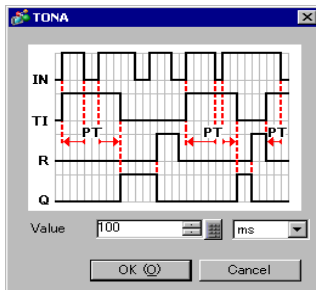 TONA
IN
TI
PT PT PT
R
Q
Value 100 ms
OK (O) Cancel